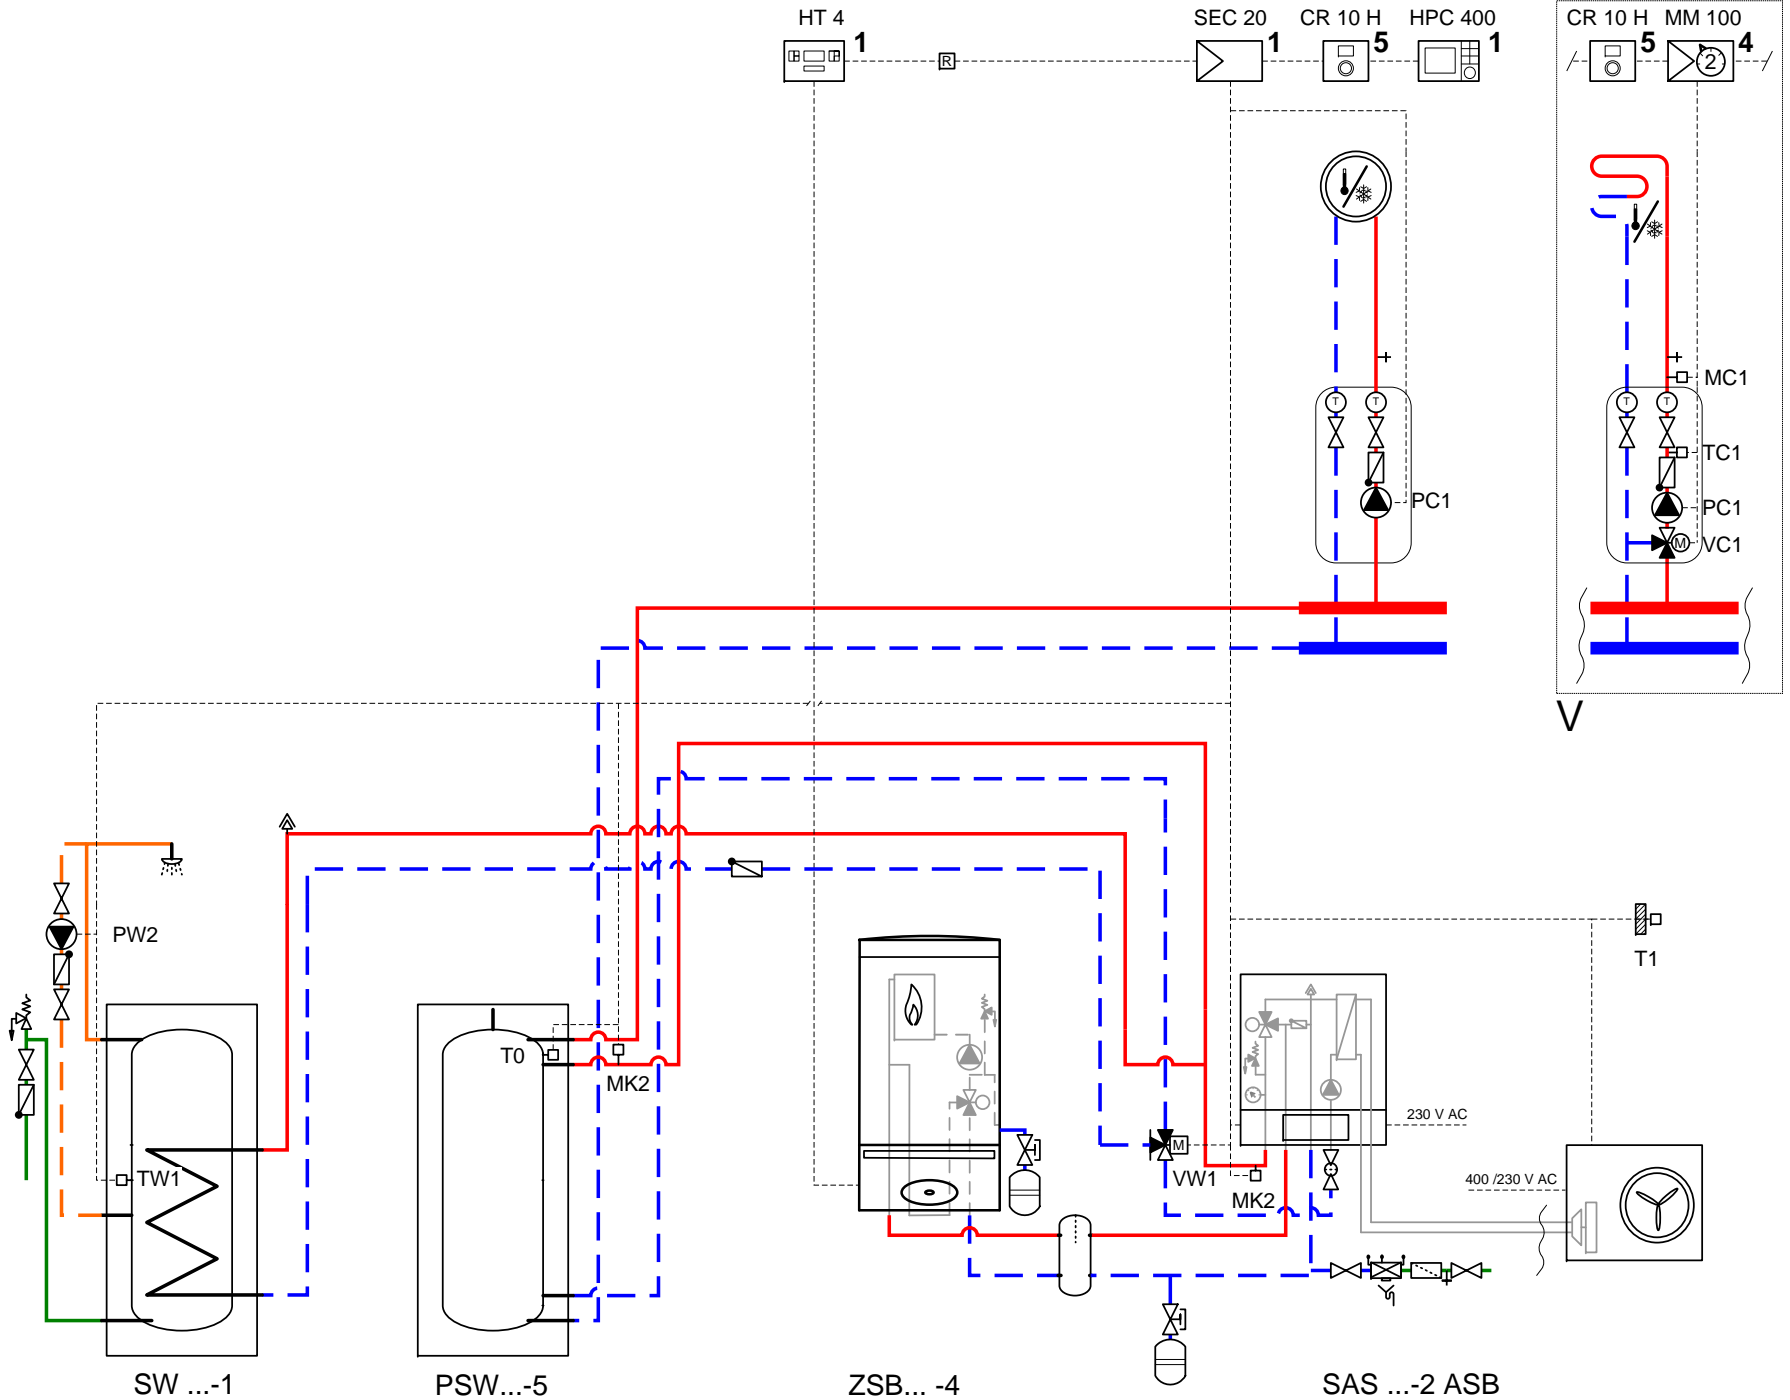 HT 4
SEC 20
CR 10 H
HPC 400
CR 10 H
MM 100
1
R
1
5
1
5
2
4
MC1
T
T
T
T
TC1
PC1
PC1
M
VC1
V
PW2
T1
T0
MK2
230 V AC
M
VW1
TW1
MK2
400 /230 V AC
SW ...-1
PSW...-5
ZSB... -4
SAS ...-2 ASB